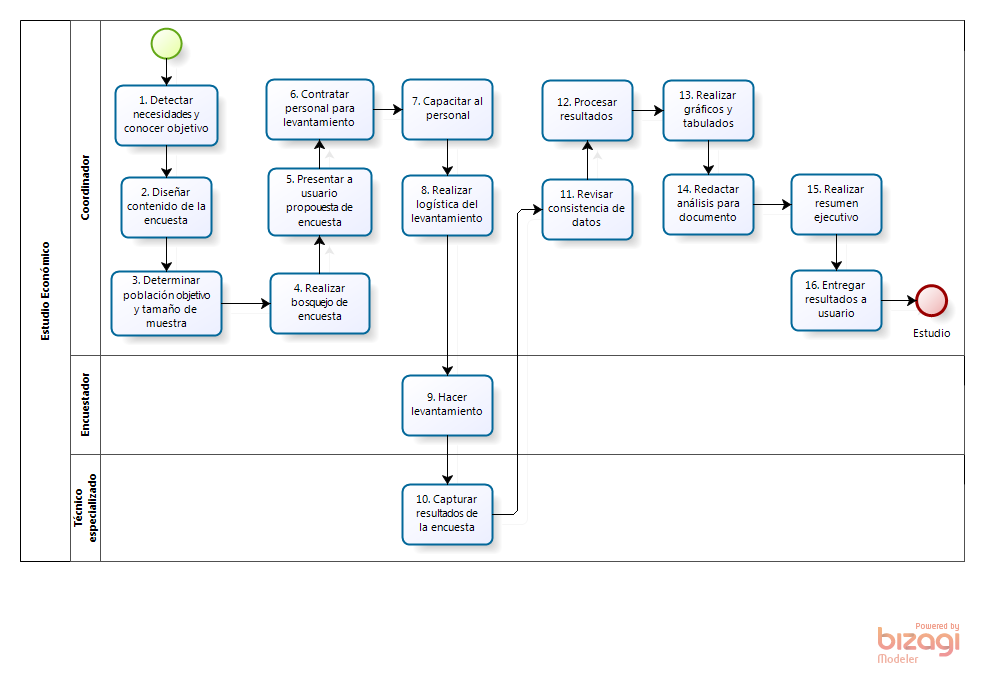 Estudio Económico
Coordinador
1. Detectar
necesidades y
conocer objetivo
2. Diseñar
contenido de la
encuesta
3. Determinar
población objetivo
y tamaño de
muestra
4. Realizar
bosquejo de
encuesta
5. Presentar a
usuario
propouesta de
encuesta
6. Contratar
personal para
levantamiento
7. Capacitar al
personal
8. Realizar
logística del
levantamiento
Encuestador
9. Hacer
levantamiento
Técnico
especializado
10. Capturar
resultados de
la encuesta
11. Revisar
consistencia de
datos
12. Procesar
resultados
13. Realizar
gráficos y
tabulados
14. Redactar
análisis para
documento
15. Realizar
resumen
ejecutivo
16. Entregar
resultados a
usuario
Estudio
Powered by
bizagi
Modeler